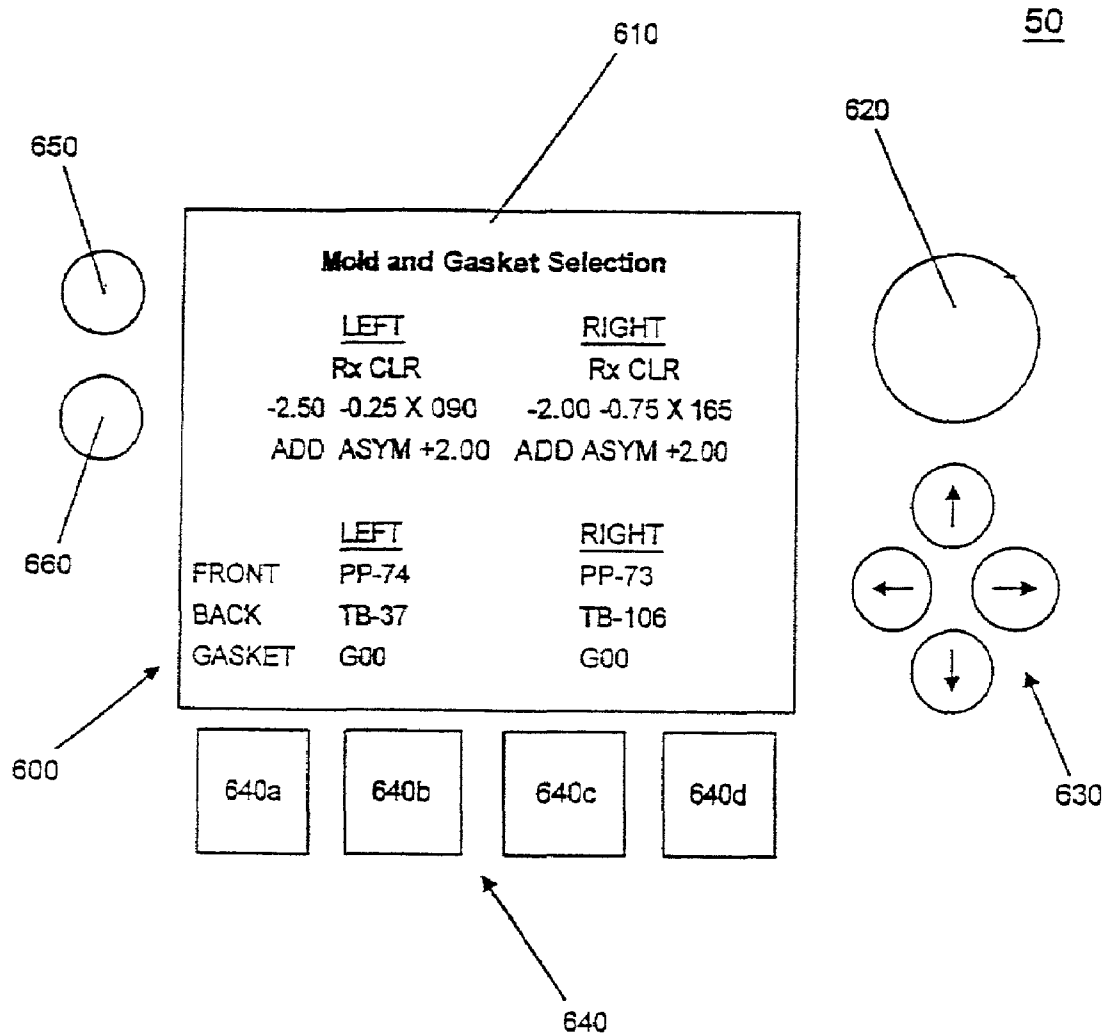 50
610
620
650
Mold and Gasket Selection
LEFT RIGHT
Rx CLR Rx CLR
-2.50 -0.25 X 090 -2.00 -0.75 X 165
ADD ASYM +2.00 ADD ASYM +2.00
660
LEFT RIGHT
FRONT PP-74 PP-73
BACK TB-37 TB-106
GASKET G00 G00
600
640a 640b 640c 640d
630
640